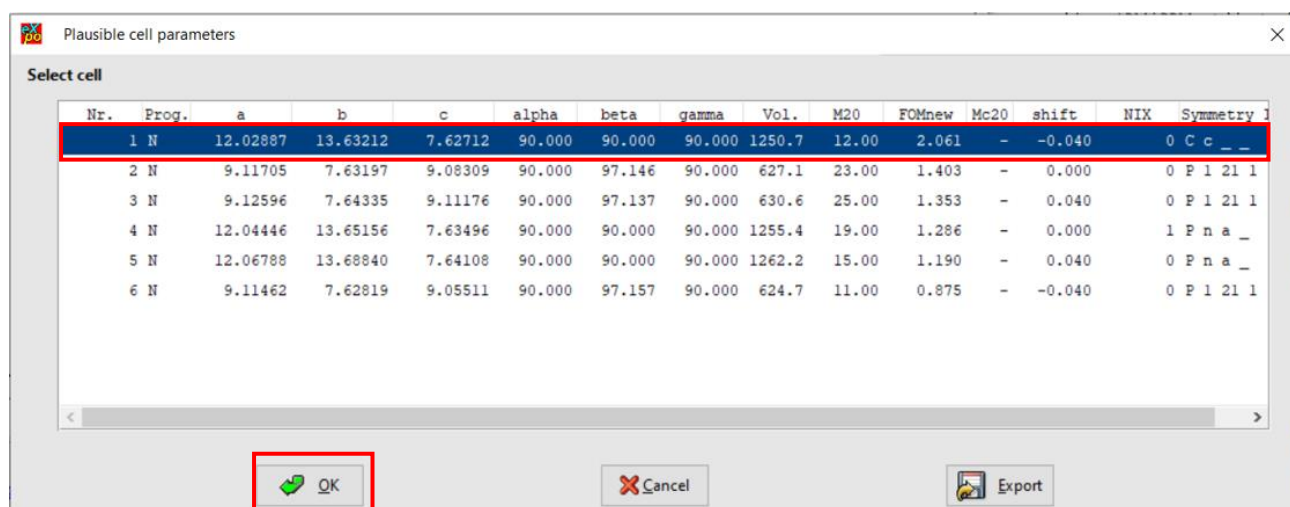 Plausible cell parameters
Select cell
Nr. Prog. a b c alpha beta gamma Vol. M20 FOMnew Mc20 shift NIX Symmetry
1 N 12.02887 13.63212 7.62712 90.000 90.000 90.000 1250.7 12.00 2.061 – -0.040 0 C c _ _
2 N 9.11705 7.63197 9.08309 90.000 97.146 90.000 627.1 23.00 1.403 – 0.000 0 P 1 21 1
3 N 9.12596 7.64335 9.11176 90.000 97.137 90.000 630.6 25.00 1.353 – 0.040 0 P 1 21 1
4 N 12.04446 13.65156 7.63496 90.000 90.000 90.000 1255.4 19.00 1.286 – 0.000 1 P n a _
5 N 12.06788 13.68840 7.64108 90.000 90.000 90.000 1262.2 15.00 1.190 – 0.040 0 P n a _
6 N 9.11462 7.62819 9.05511 90.000 97.157 90.000 624.7 11.00 0.875 – -0.040 0 P 1 21 1
OK Cancel Export